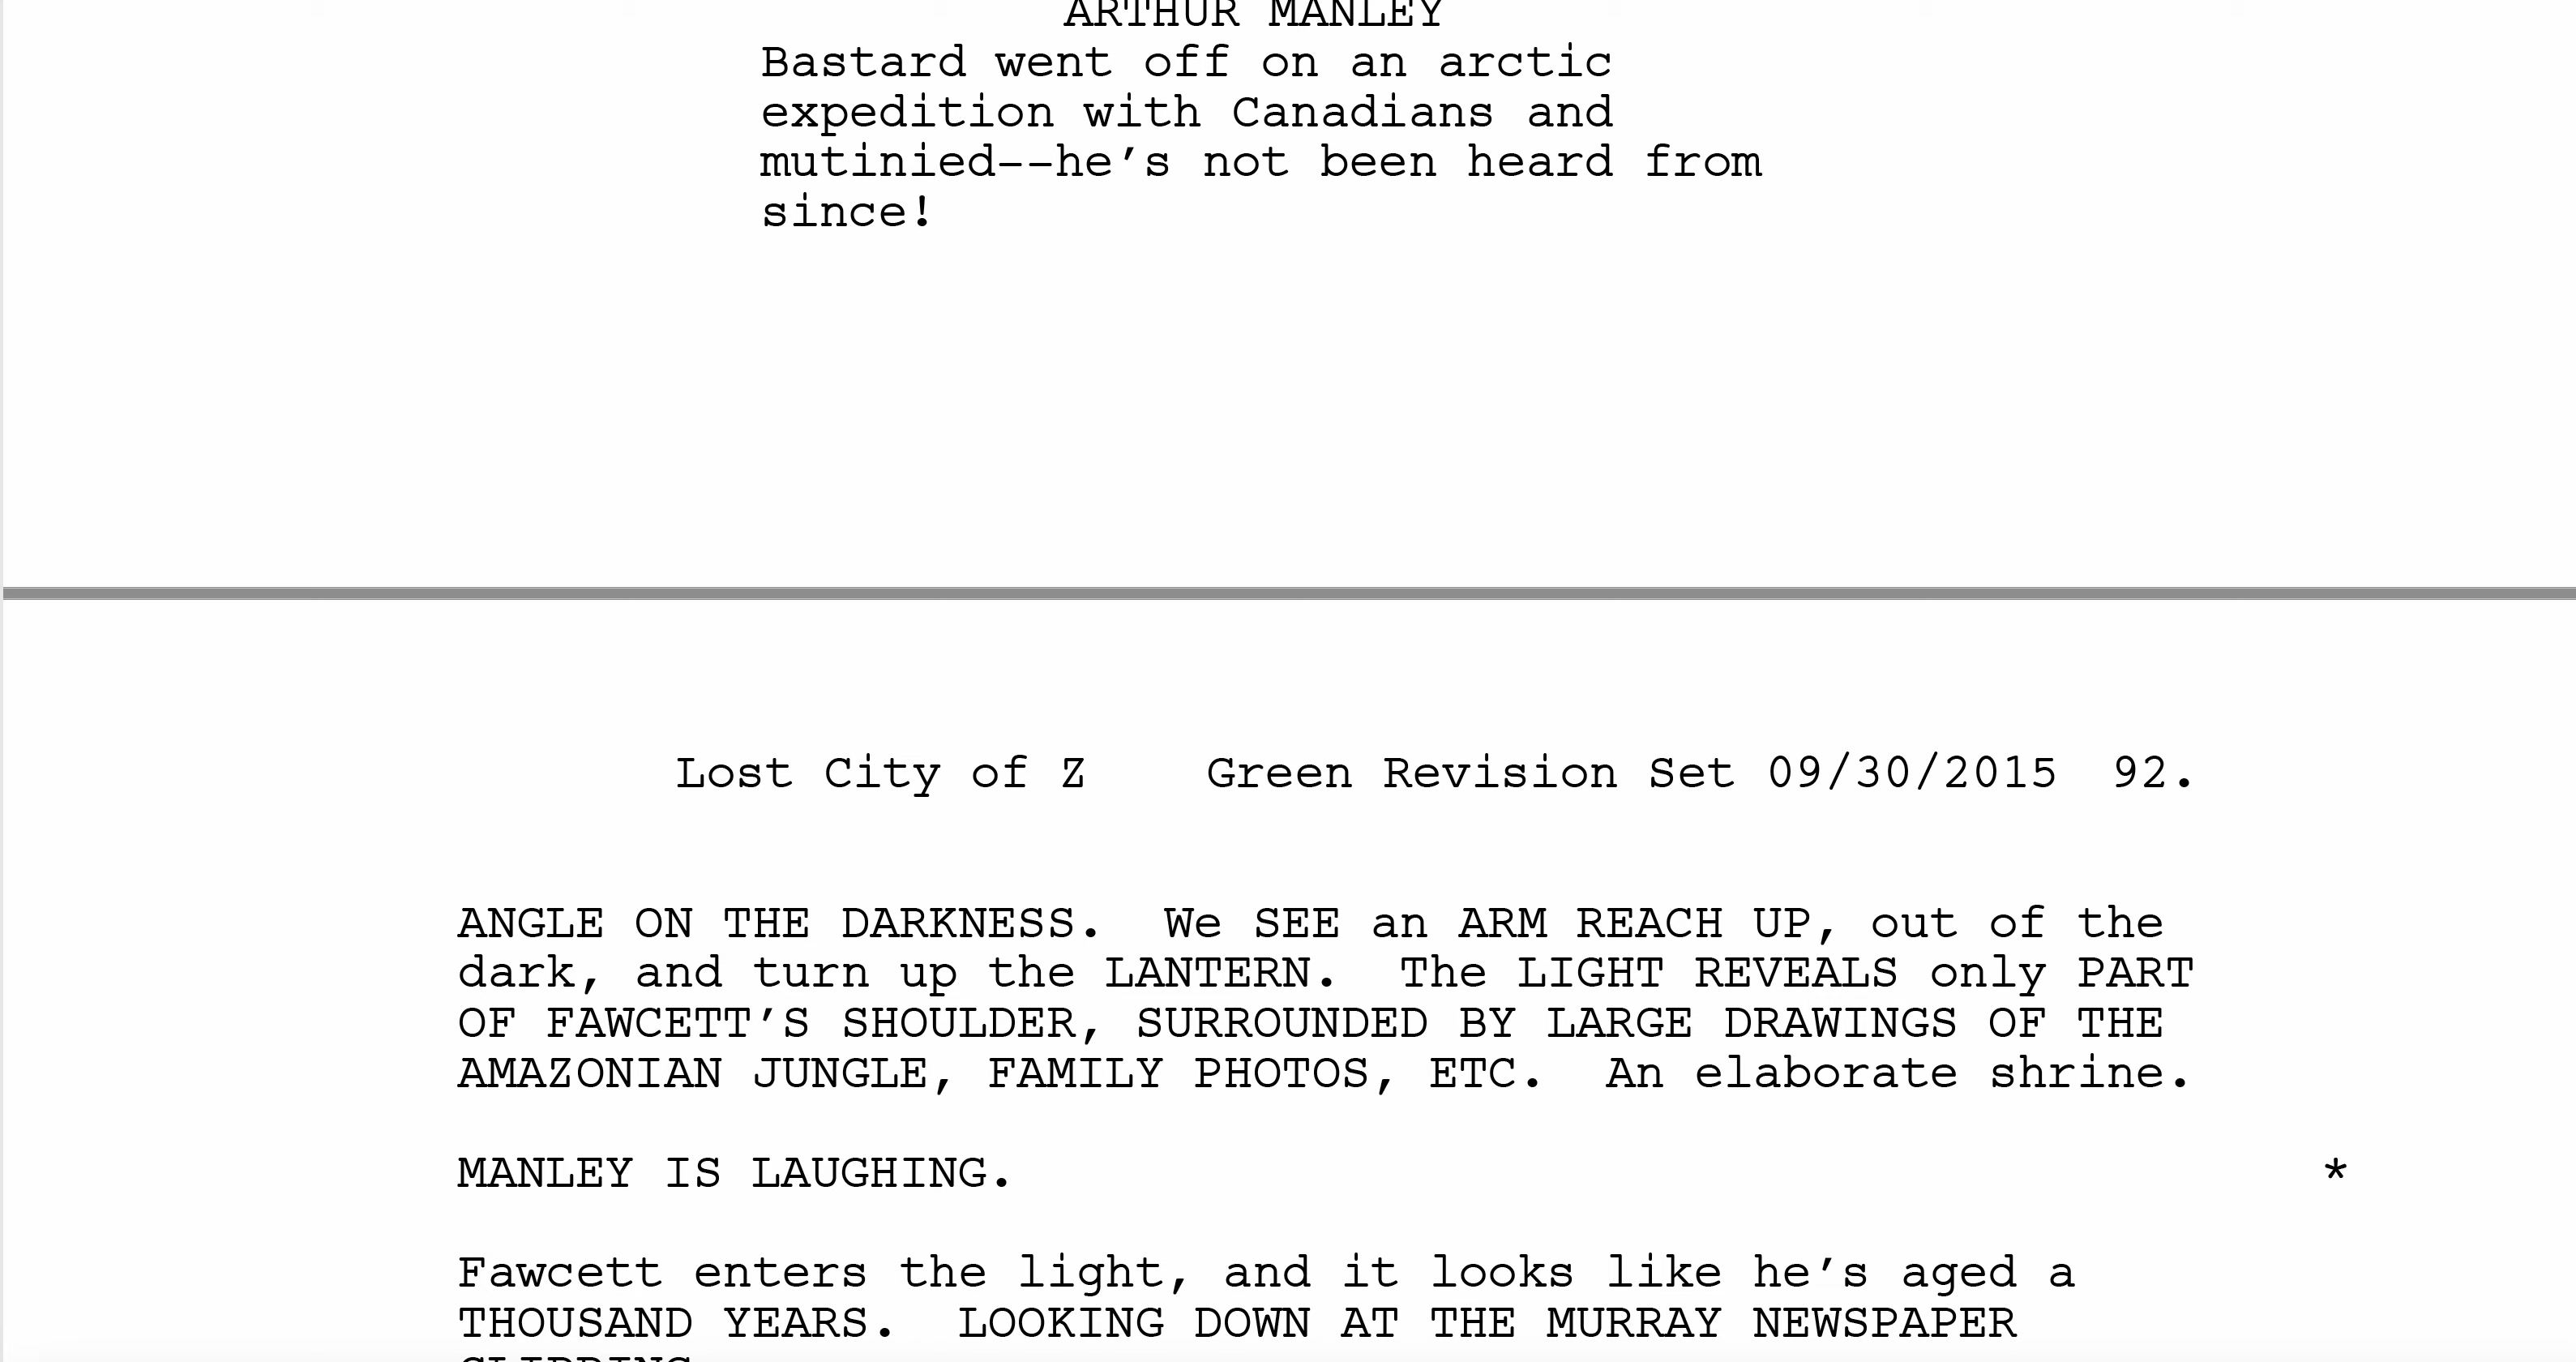 ARTHUR MANLEY
Bastard went off on an arctic
expedition with Canadians and
mutinied--he’s not been heard from
since!
Lost City of Z    Green Revision Set 09/30/2015  92.
ANGLE ON THE DARKNESS.  We SEE an ARM REACH UP, out of the
dark, and turn up the LANTERN.  The LIGHT REVEALS only PART
OF FAWCETT’S SHOULDER, SURROUNDED BY LARGE DRAWINGS OF THE
AMAZONIAN JUNGLE, FAMILY PHOTOS, ETC.  An elaborate shrine.
MANLEY IS LAUGHING. *
Fawcett enters the light, and it looks like he’s aged a
THOUSAND YEARS.  LOOKING DOWN AT THE MURRAY NEWSPAPER